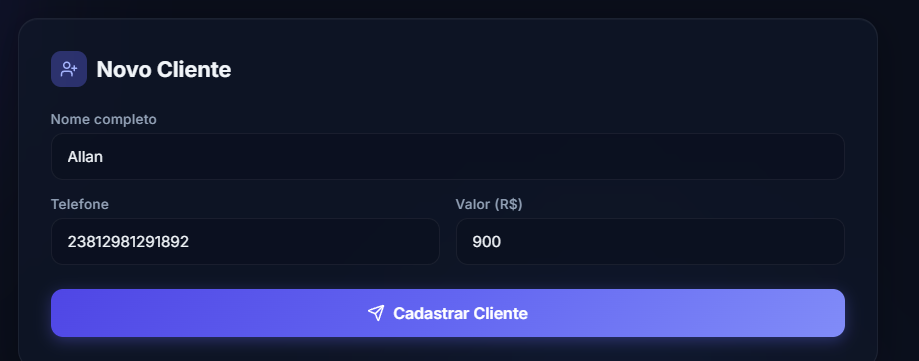 Novo Cliente
Nome completo
Allan
Telefone
Valor (R$)
23812981291892
900
Cadastrar Cliente